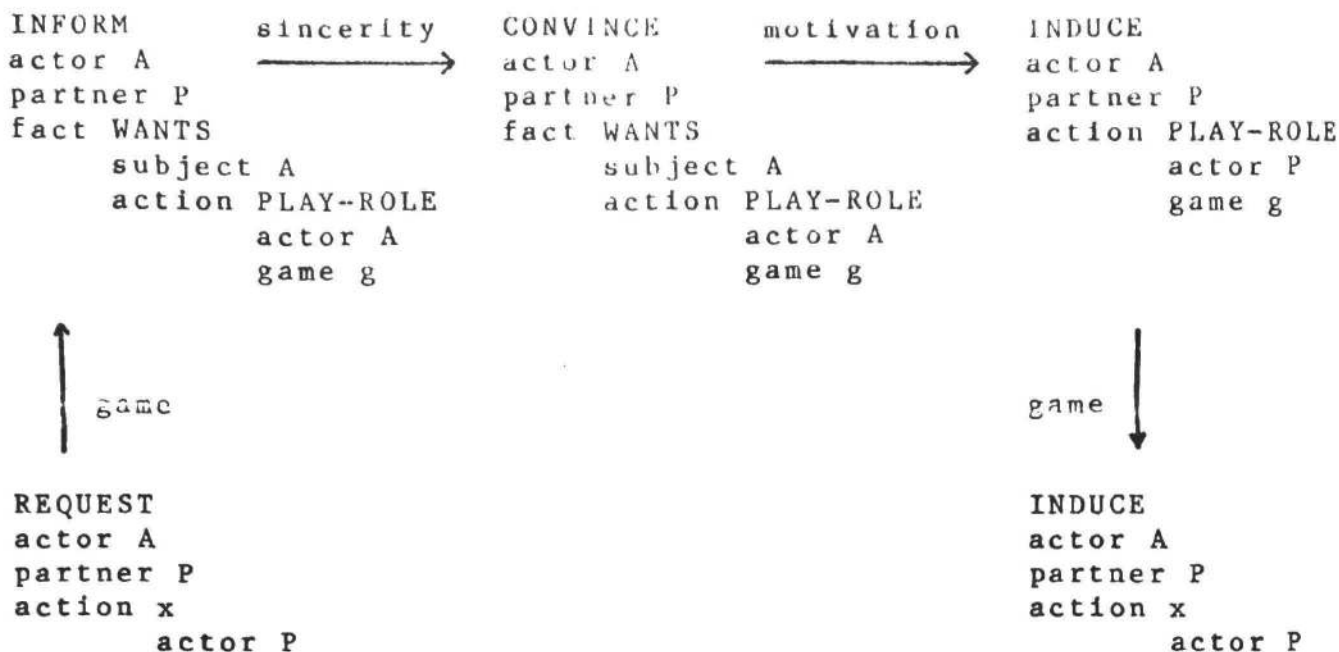 INFORM
actor A
partner P
fact WANTS
subject A
action PLAY-ROLE
actor A
game g
sincerity
CONVINCE
actor A
partner P
fact WANTS
subject A
action PLAY-ROLE
actor A
game g
motivation
INDUCE
actor A
partner P
action PLAY-ROLE
actor P
game g
game
game
REQUEST
actor A
partner P
action x
actor P
INDUCE
actor A
partner P
action x
actor P